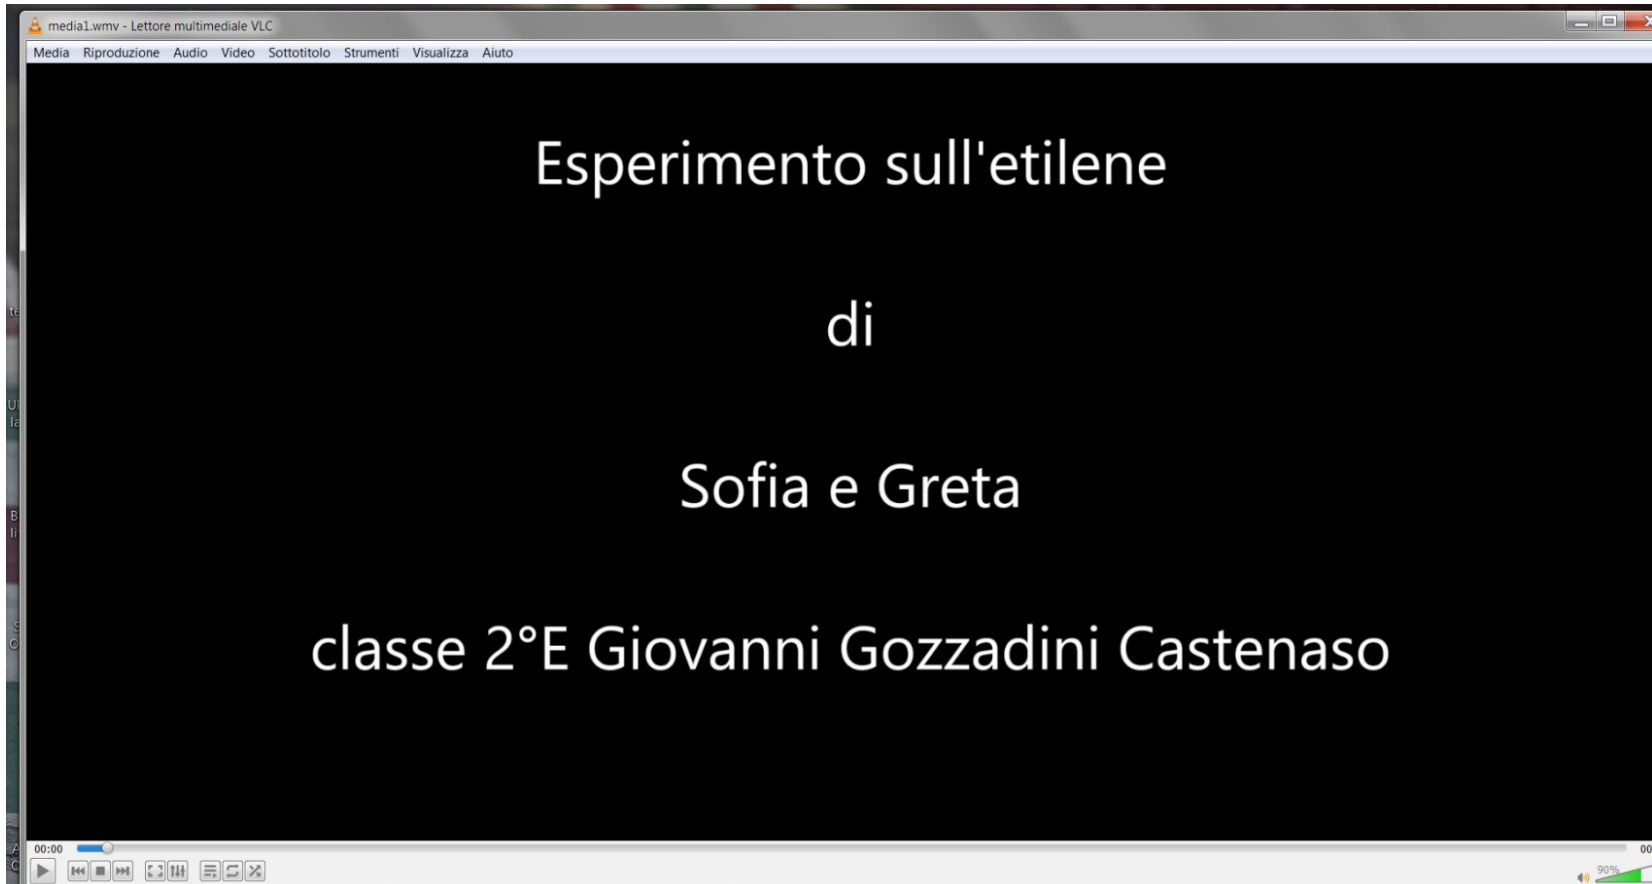 media1.wmv - Lettore multimediale VLC
Media Riproduzione Audio Video Sottotitolo Strumenti Visualizza Aiuto
Esperimento sull'etilene
di
Sofia e Greta
classe 2°E Giovanni Gozzadini Castenaso
00:00
90%